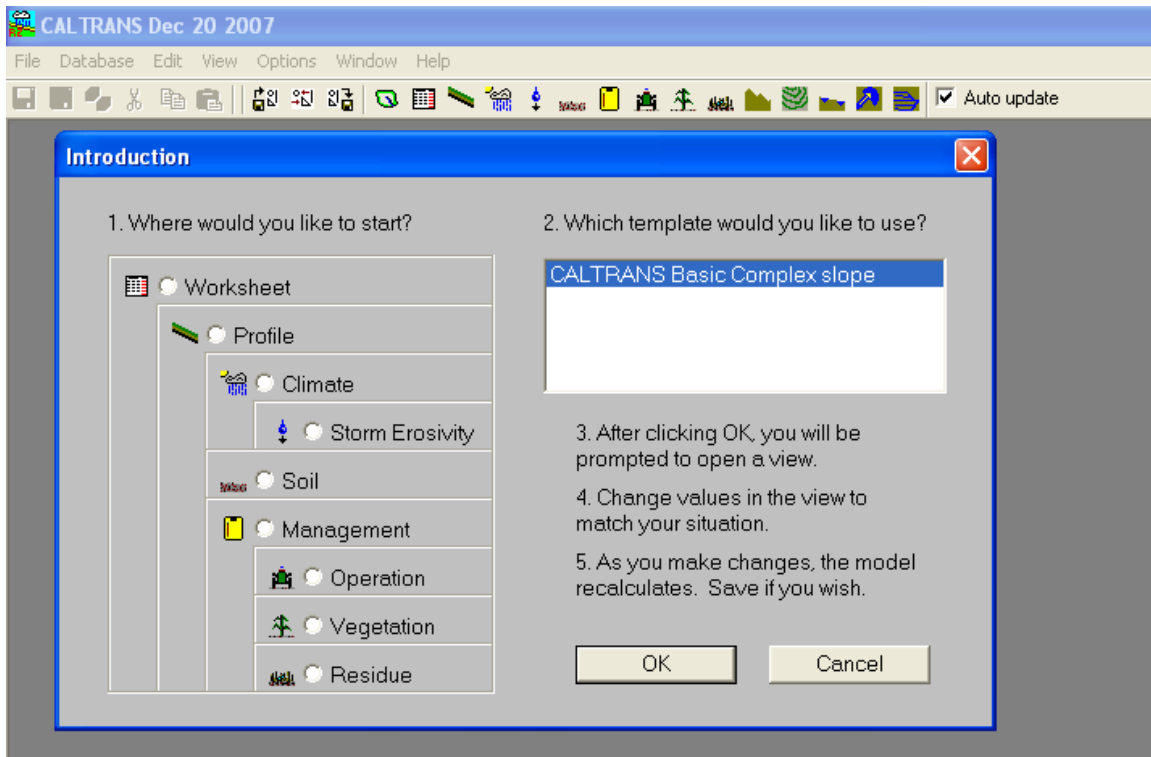 CALTRANS Dec 20 2007
File Database Edit View Options Window Help
Auto update
Introduction
1. Where would you like to start?
Worksheet
Profile
Climate
Storm Erosivity
Soil
Management
Operation
Vegetation
Residue
2. Which template would you like to use?
CALTRANS Basic Complex slope
3. After clicking OK, you will be
prompted to open a view.
4. Change values in the view to
match your situation.
5. As you make changes, the model
recalculates. Save if you wish.
OK Cancel